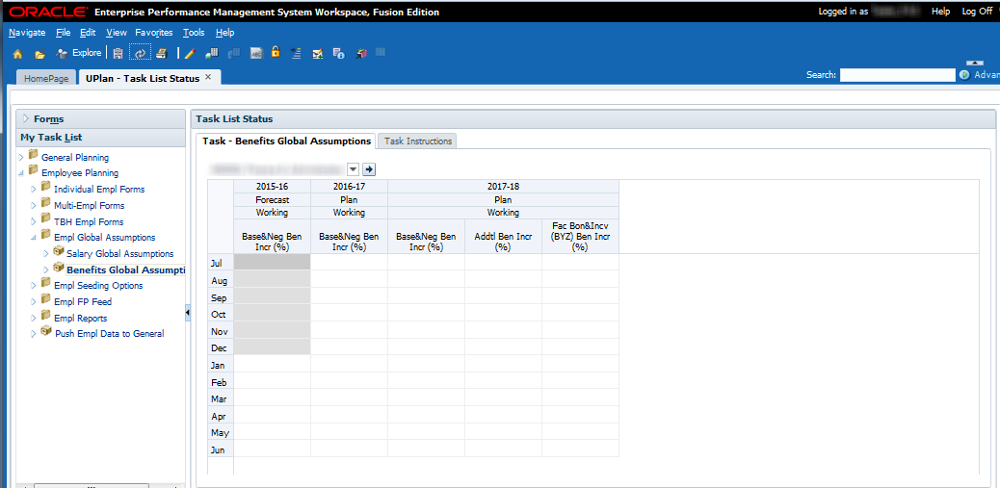 ORACLE Enterprise Performance Management System Workspace, Fusion Edition Logged in as Help Log Off
Navigate File Edit View Favorites Tools Help
Explore
HomePage UPlan - Task List Status × Search: Advan
Forms
My Task List
General Planning
Employee Planning
Individual Empl Forms
Multi-Empl Forms
TBH Empl Forms
Empl Global Assumptions
Salary Global Assumptions
Benefits Global Assumpti
Empl Seeding Options
Empl FP Feed
Empl Reports
Push Empl Data to General
Task List Status
Task - Benefits Global Assumptions Task Instructions
2015-16 2016-17 2017-18
Forecast Plan Plan
Working Working Working
Base&Neg Ben Incr (%) Base&Neg Ben Incr (%) Base&Neg Ben Incr (%) Addtl Ben Incr (%) Fac Bon&Incv (BYZ) Ben Incr (%)
Jul
Aug
Sep
Oct
Nov
Dec
Jan
Feb
Mar
Apr
May
Jun